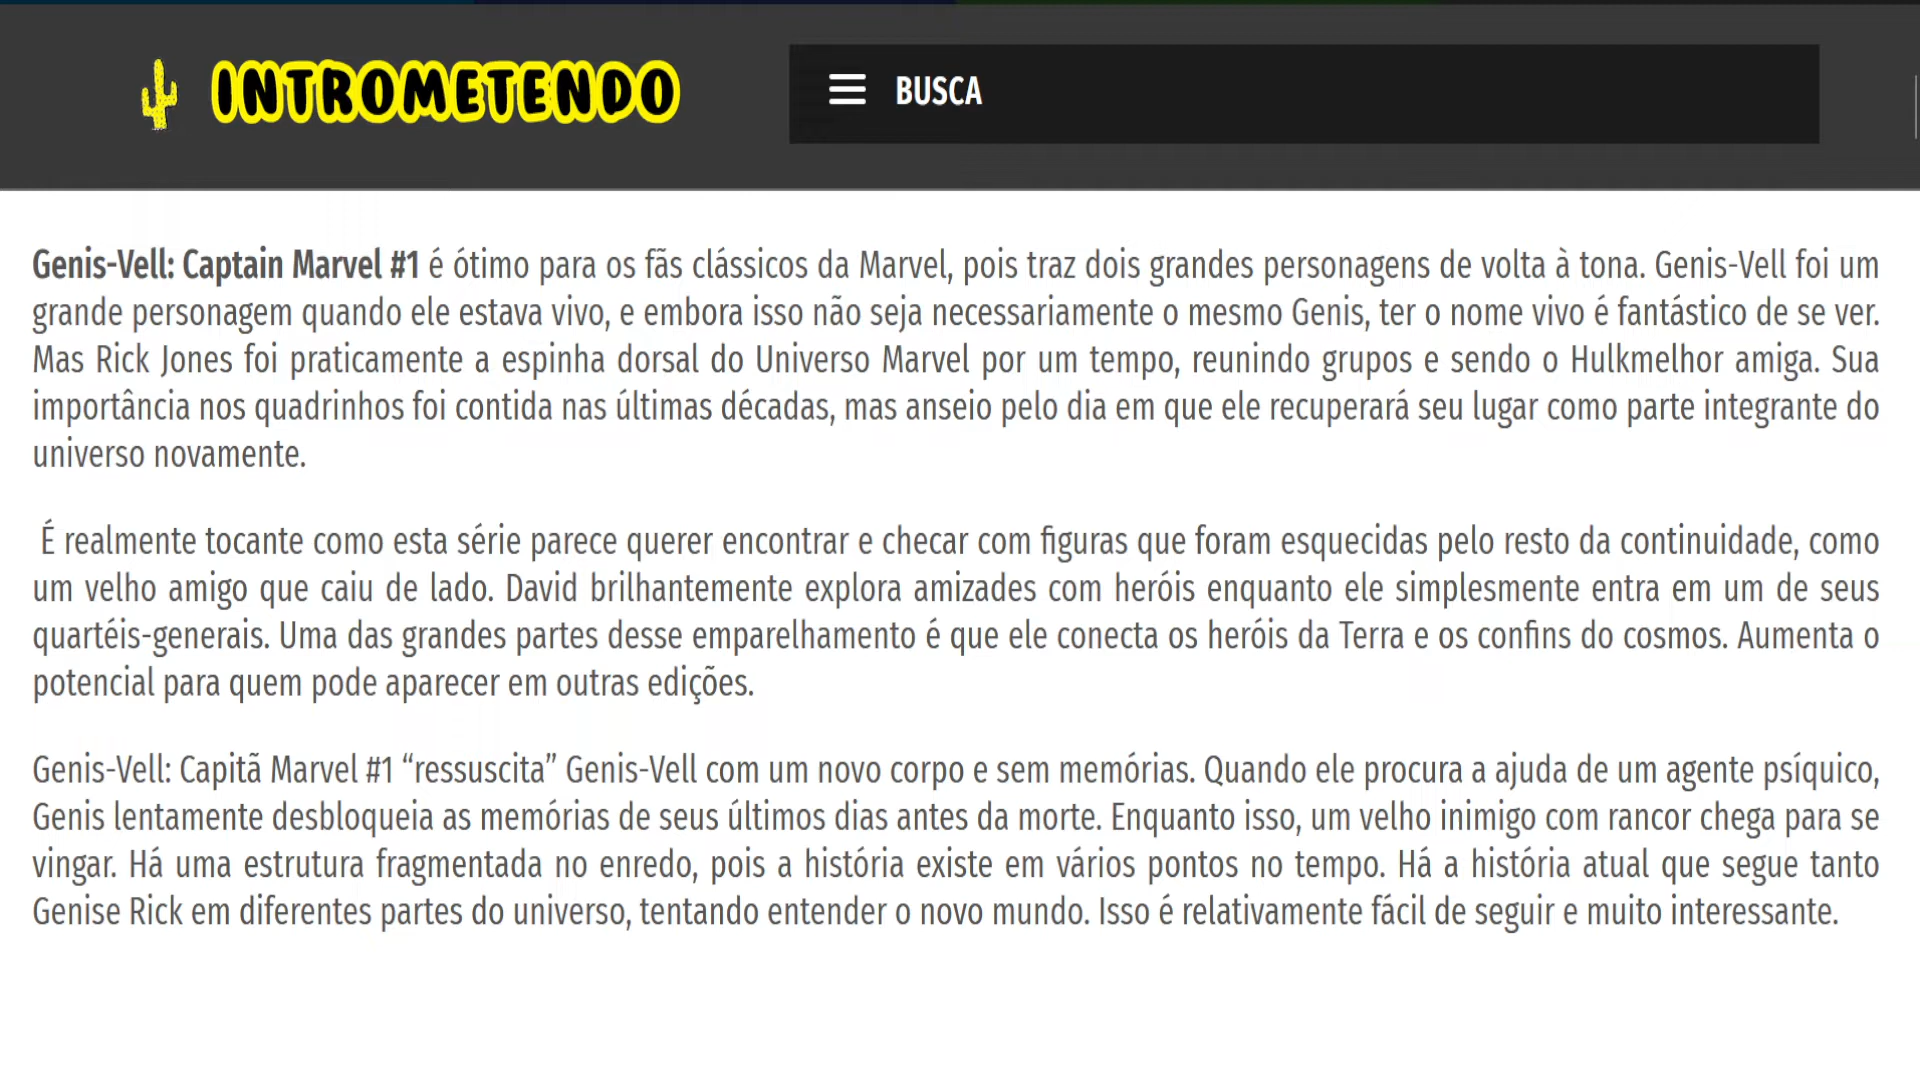 INTROMETENDO
BUSCA
Genis-Vell: Captain Marvel #1 é ótimo para os fãs clássicos da Marvel, pois traz dois grandes personagens de volta à tona. Genis-Vell foi um
grande personagem quando ele estava vivo, e embora isso não seja necessariamente o mesmo Genis, ter o nome vivo é fantástico de se ver.
Mas Rick Jones foi praticamente a espinha dorsal do Universo Marvel por um tempo, reunindo grupos e sendo o Hulkmelhor amiga. Sua
importância nos quadrinhos foi contida nas últimas décadas, mas anseio pelo dia em que ele recuperará seu lugar como parte integrante do
universo novamente.
É realmente tocante como esta série parece querer encontrar e checar com figuras que foram esquecidas pelo resto da continuidade, como
um velho amigo que caiu de lado. David brilhantemente explora amizades com heróis enquanto ele simplesmente entra em um de seus
quartéis-generais. Uma das grandes partes desse emparelhamento é que ele conecta os heróis da Terra e os confins do cosmos. Aumenta o
potencial para quem pode aparecer em outras edições.
Genis-Vell: Capitã Marvel #1 “ressuscita” Genis-Vell com um novo corpo e sem memórias. Quando ele procura a ajuda de um agente psíquico,
Genis lentamente desbloqueia as memórias de seus últimos dias antes da morte. Enquanto isso, um velho inimigo com rancor chega para se
vingar. Há uma estrutura fragmentada no enredo, pois a história existe em vários pontos no tempo. Há a história atual que segue tanto
Genise Rick em diferentes partes do universo, tentando entender o novo mundo. Isso é relativamente fácil de seguir e muito interessante.